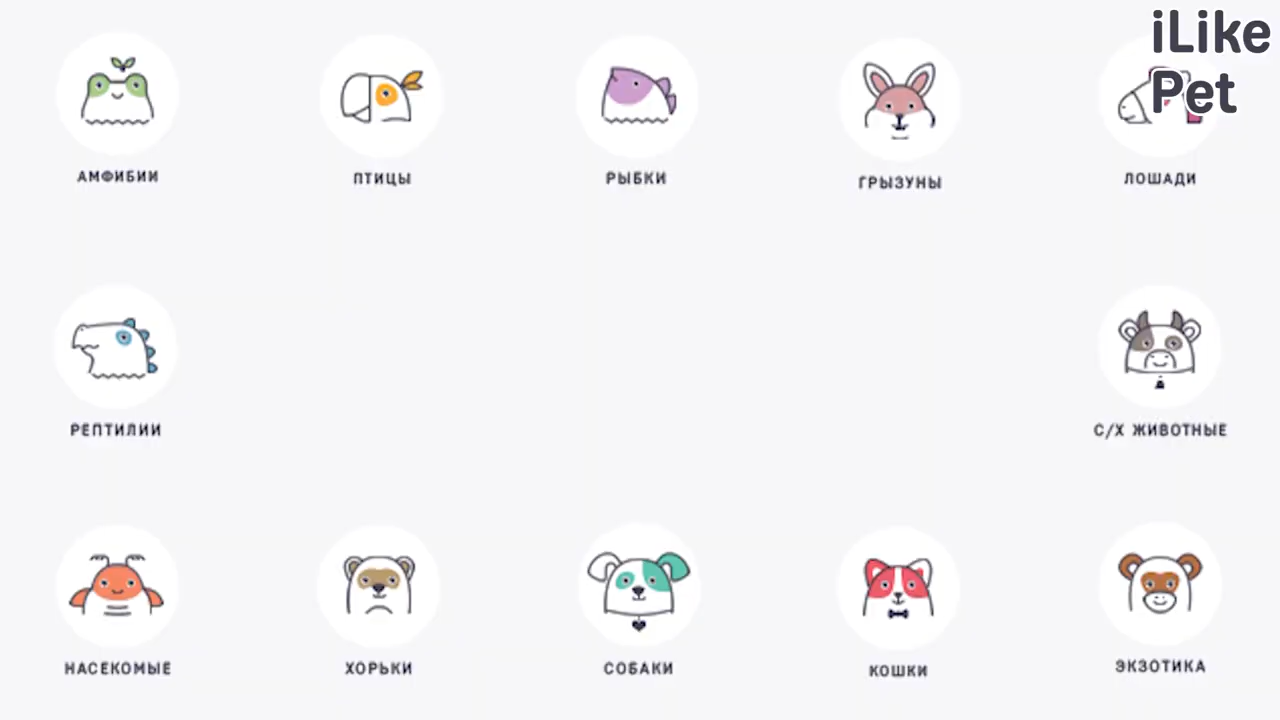 iLike
Pet
АМФИБИИ
ПТИЦЫ
РЫБКИ
ГРЫЗУНЫ
ЛОШАДИ
РЕПТИЛИИ
С/Х ЖИВОТНЫЕ
НАСЕКОМЫЕ
ХОРЬКИ
СОБАКИ
КОШКИ
ЭКЗОТИКА